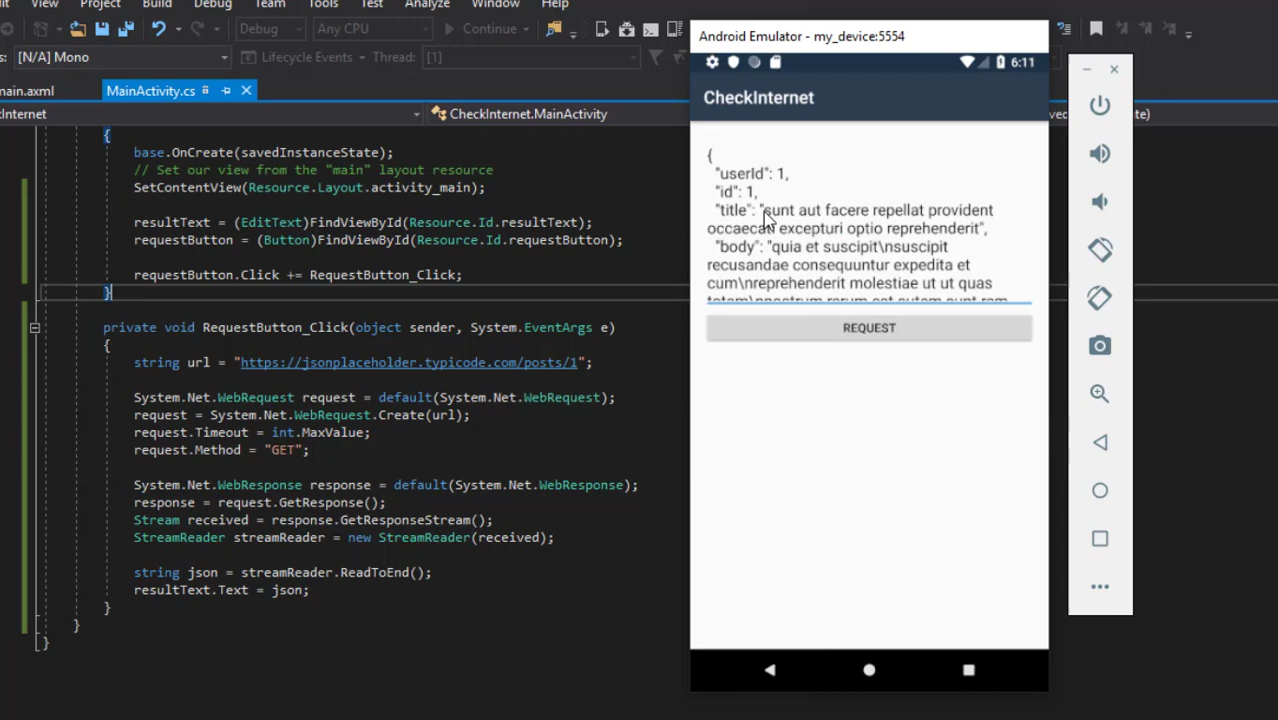 View Project Build Debug Team Tools Test Analyze Window Help
Debug Any CPU Continue
[N/A] Mono Lifecycle Events Thread: [1]
main.axml MainActivity.cs
CheckInternet.MainActivity
{
base.OnCreate(savedInstanceState);
// Set our view from the "main" layout resource
SetContentView(Resource.Layout.activity_main);
resultText = (EditText)FindViewById(Resource.Id.resultText);
requestButton = (Button)FindViewById(Resource.Id.requestButton);
requestButton.Click += RequestButton_Click;
}
private void RequestButton_Click(object sender, System.EventArgs e)
{
string url = "https://jsonplaceholder.typicode.com/posts/1";
System.Net.WebRequest request = default(System.Net.WebRequest);
request = System.Net.WebRequest.Create(url);
request.Timeout = int.MaxValue;
request.Method = "GET";
System.Net.WebResponse response = default(System.Net.WebResponse);
response = request.GetResponse();
Stream received = response.GetResponseStream();
StreamReader streamReader = new StreamReader(received);
string json = streamReader.ReadToEnd();
resultText.Text = json;
}
}
}
Android Emulator - my_device:5554
6:11
CheckInternet
{
"userId": 1,
"id": 1,
"title": "sunt aut facere repellat provident
occaecati excepturi optio reprehenderit",
"body": "quia et suscipit\nsuscipit
recusandae consequuntur expedita et
cum\nreprehenderit molestiae ut ut quas
REQUEST